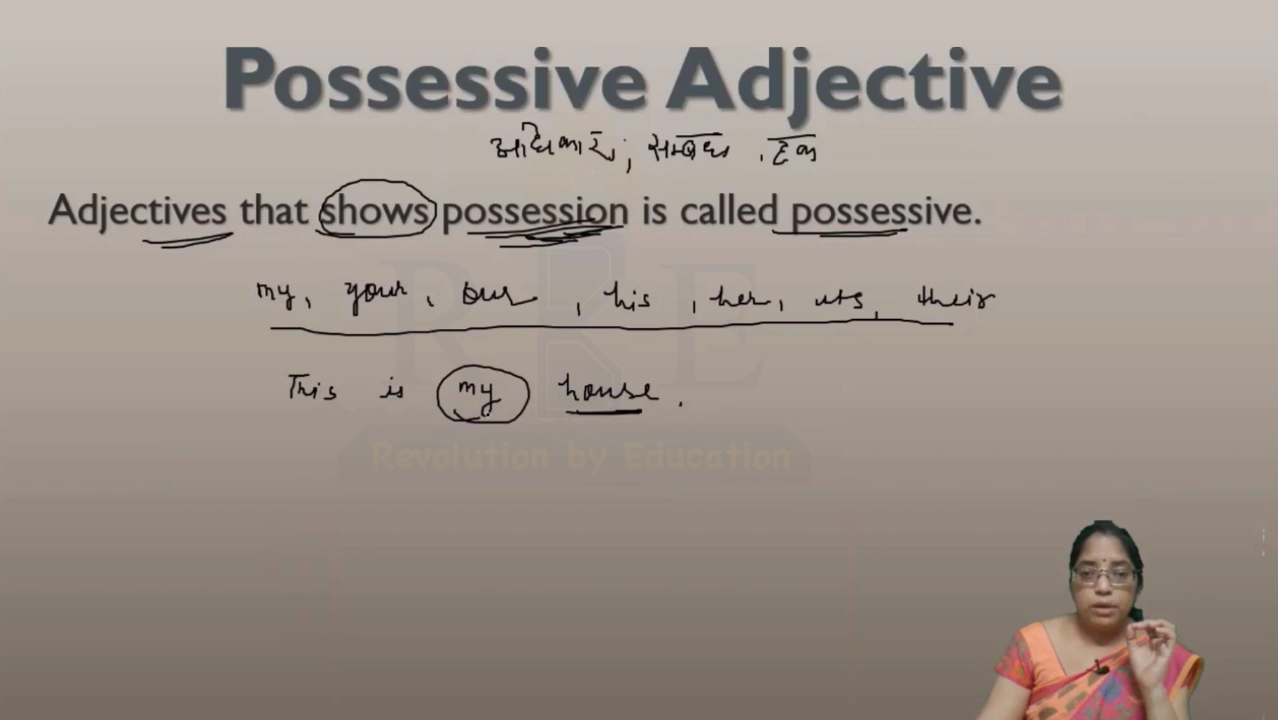 Possessive Adjective
अधिकार, सम्बन्ध, हक
Adjectives that shows possession is called possessive.
my, your, our, his, her, its, their
This is my house.
RKE
Revolution by Education